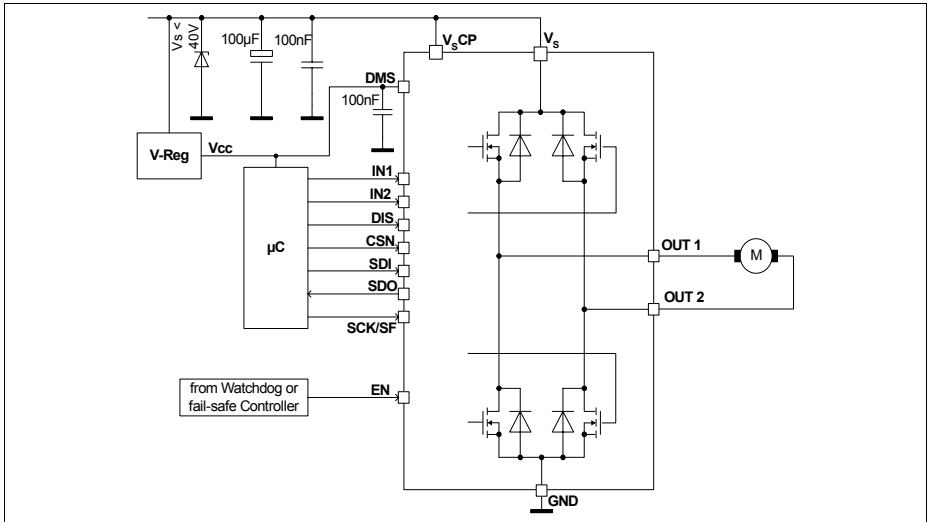 Vs <
40V
100µF
100nF
VSCP
VS
DMS
100nF
V-Reg
Vcc
IN1
IN2
DIS
µC
CSN
SDI
SDO
SCK/SF
OUT 1
M
OUT 2
from Watchdog or
fail-safe Controller
EN
GND